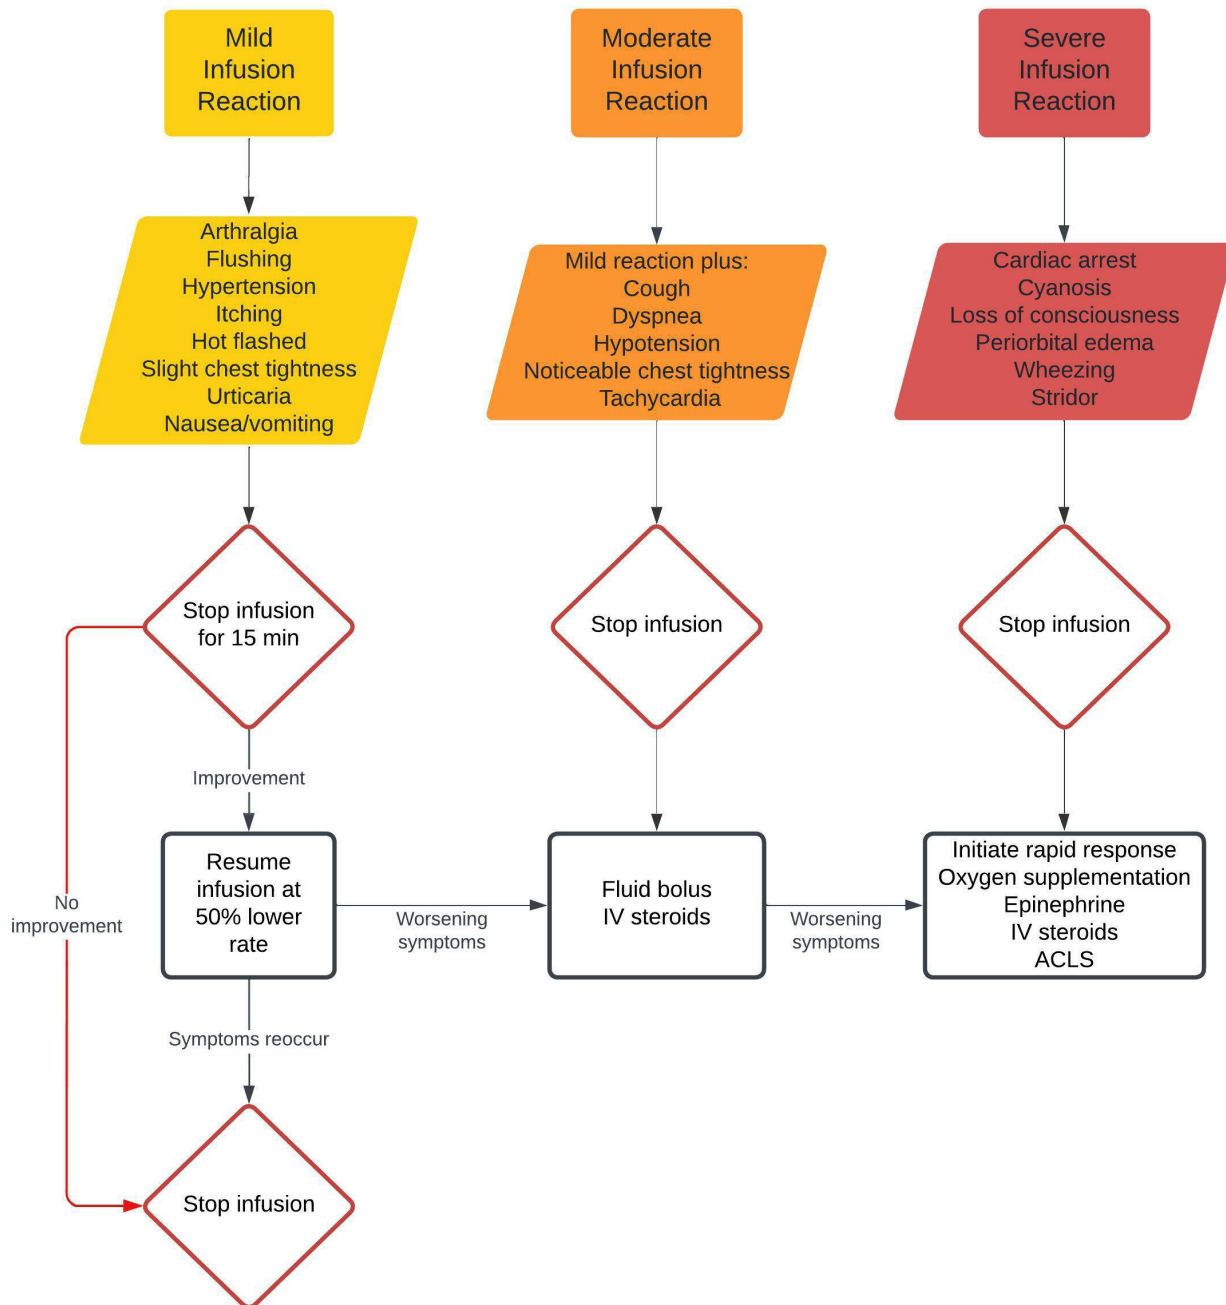 Mild
Infusion
Reaction
Moderate
Infusion
Reaction
Severe
Infusion
Reaction
Arthralgia
Flushing
Hypertension
Itching
Hot flashed
Slight chest tightness
Urticaria
Nausea/vomiting
Mild reaction plus:
Cough
Dyspnea
Hypotension
Noticeable chest tightness
Tachycardia
Cardiac arrest
Cyanosis
Loss of consciousness
Periorbital edema
Wheezing
Stridor
Stop infusion
for 15 min
Stop infusion
Stop infusion
Improvement
No
improvement
Resume
infusion at
50% lower
rate
Worsening
symptoms
Fluid bolus
IV steroids
Worsening
symptoms
Initiate rapid response
Oxygen supplementation
Epinephrine
IV steroids
ACLS
Symptoms reoccur
Stop infusion